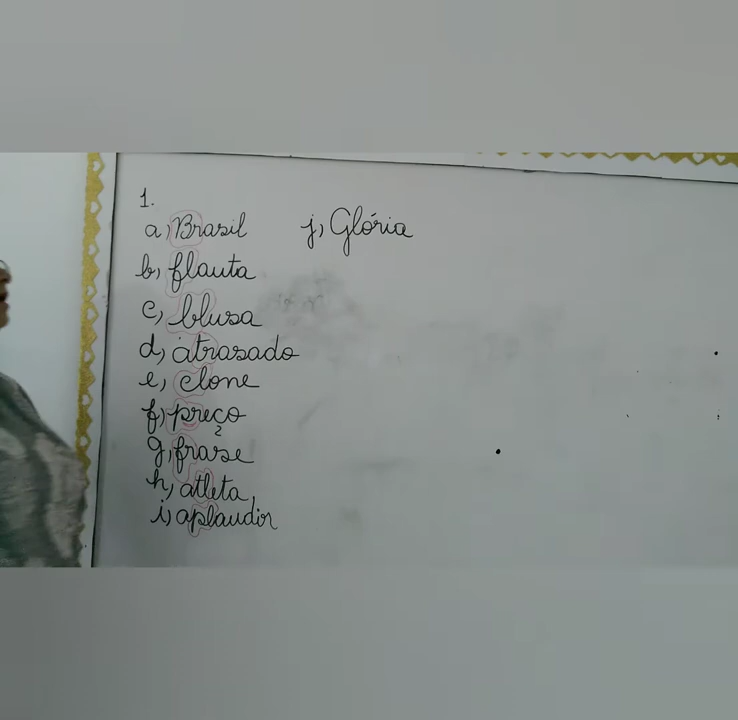 1.
a) Brasil j) Glória
b) flauta
c) blusa
d) atrasado
e) clone
f) preço
g) frase
h) atleta
i) aplaudir